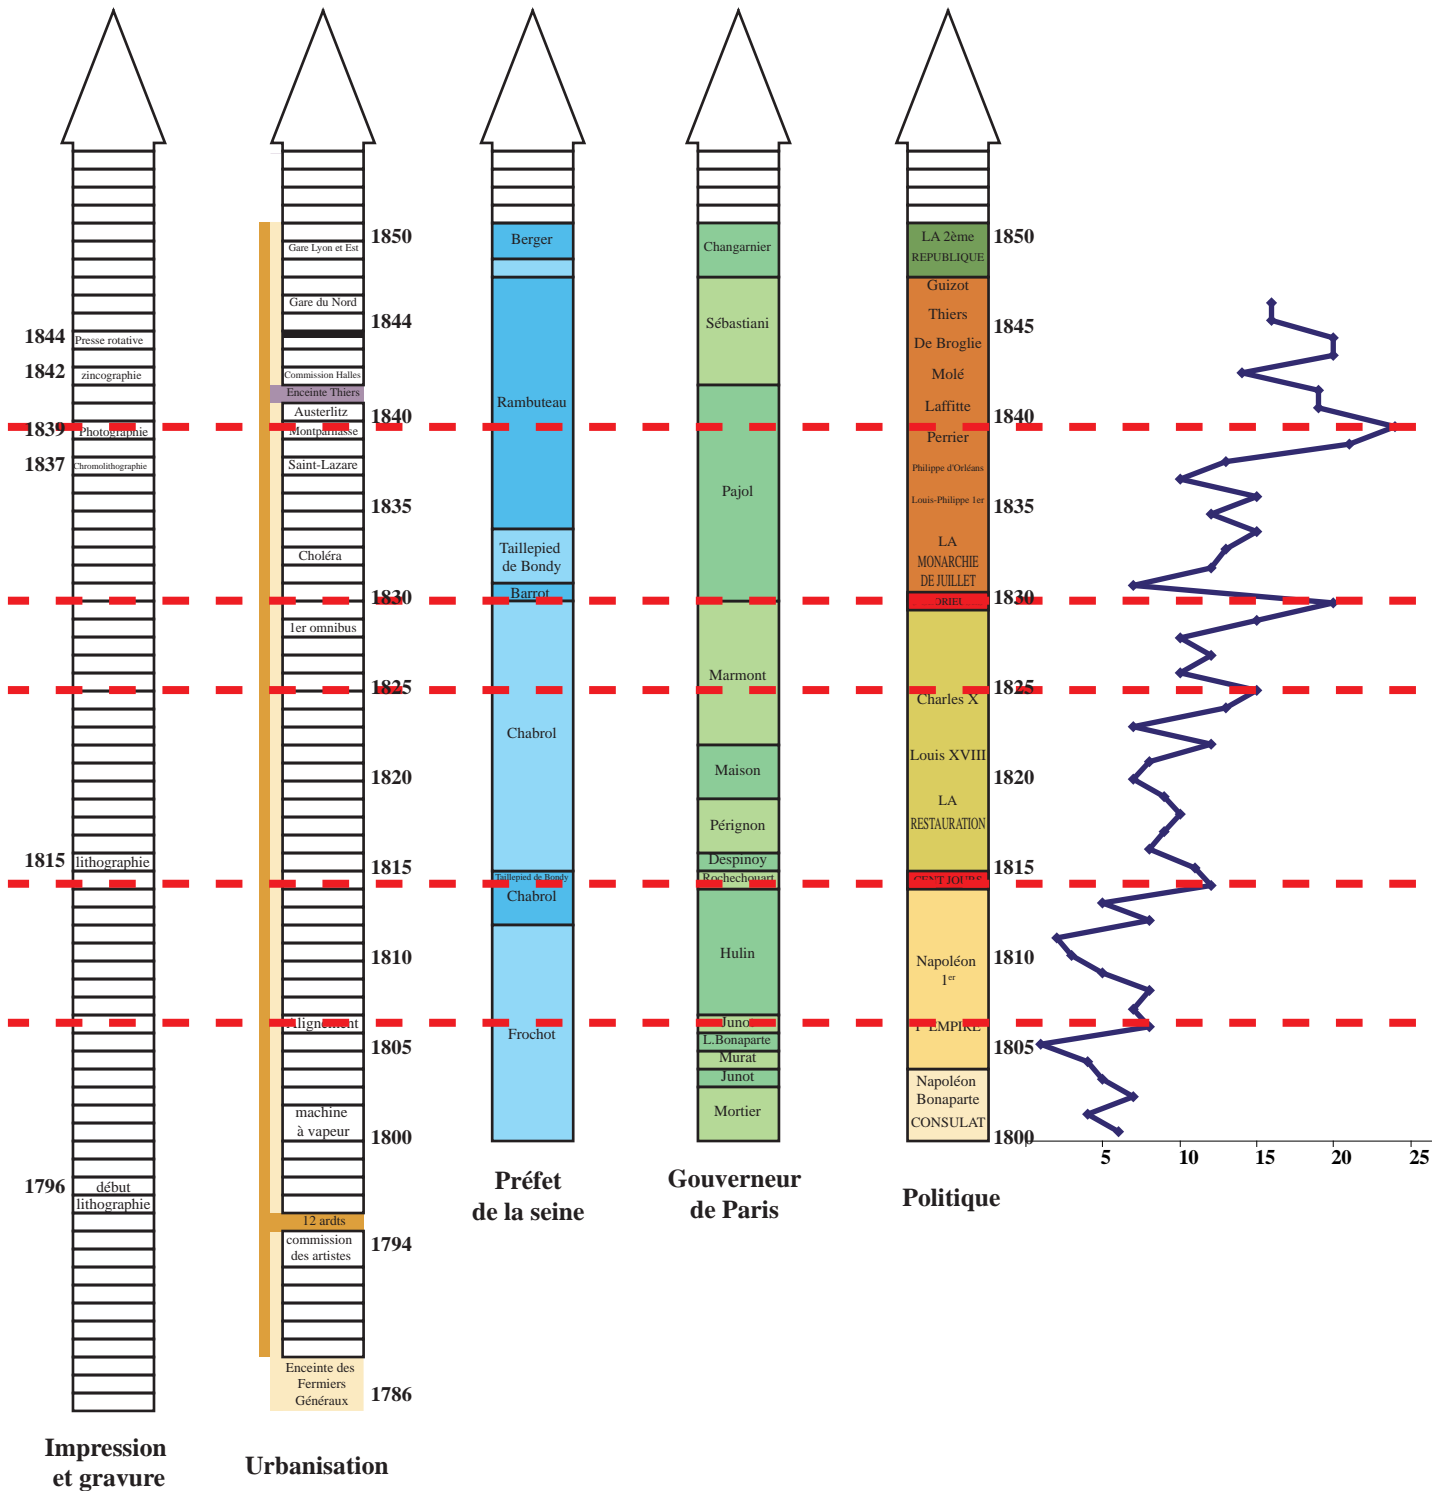 1844
1842
1839
1837
1815
1796
Presse rotative
zincographie
Photographie
Chromolithographie
lithographie
début
lithographie
Impression
et gravure
Gare Lyon et Est
Gare du Nord
Commission Halles
Enceinte Thiers
Austerlitz
Montparnasse
Saint-Lazare
Choléra
1er omnibus
Alignement
machine
à vapeur
12 ardts
commission
des artistes
Enceinte des
Fermiers
Généraux
Urbanisation
1850
1844
1840
1835
1830
1825
1820
1815
1810
1805
1800
1794
1786
Berger
Rambuteau
Taillepied
de Bondy
Barrot
Chabrol
Taillepied de Bondy
Chabrol
Frochot
Préfet
de la seine
Changarnier
Sébastiani
Pajol
Marmont
Maison
Pérignon
Despinoy
Rochechouart
Hulin
Junot
L.Bonaparte
Murat
Junot
Mortier
Gouverneur
de Paris
LA 2ème
REPUBLIQUE
Guizot
Thiers
De Broglie
Molé
Laffitte
Perrier
Philippe d'Orléans
Louis-Philippe 1er
LA
MONARCHIE
DE JUILLET
Charles X
Louis XVIII
LA
RESTAURATION
CENT JOURS
Napoléon
1er
EMPIRE
Napoléon
Bonaparte
CONSULAT
Politique
1850
1845
1840
1835
1830
1825
1820
1815
1810
1805
1800
5
10
15
20
25